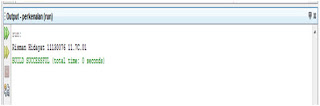 Output - perkenalan (run)
run:
Risman Hidayat 11180076 11.7C.01
BUILD SUCCESSFUL (total time: 0 seconds)